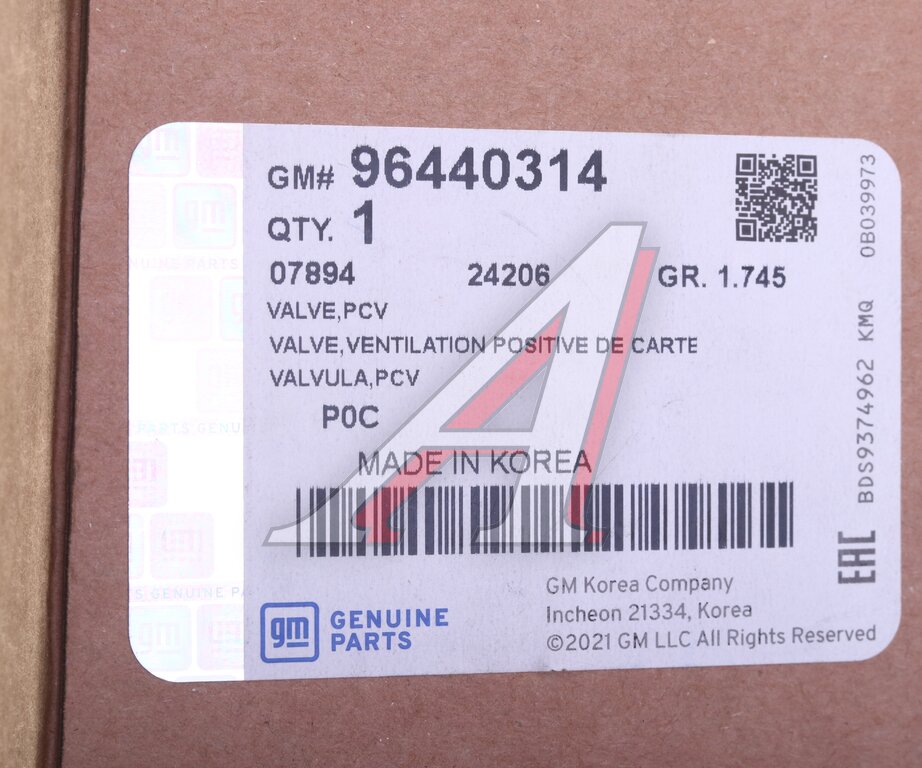 GM# 96440314
QTY. 1
07894 24206 GR. 1.745
VALVE,PCV
VALVE,VENTILATION POSITIVE DE CARTE
VALVULA,PCV
P0C
MADE IN KOREA
gm GENUINE PARTS
GM Korea Company
Incheon 21334, Korea
©2021 GM LLC All Rights Reserved
BDS9374962 KMQ 0B039973
EAC